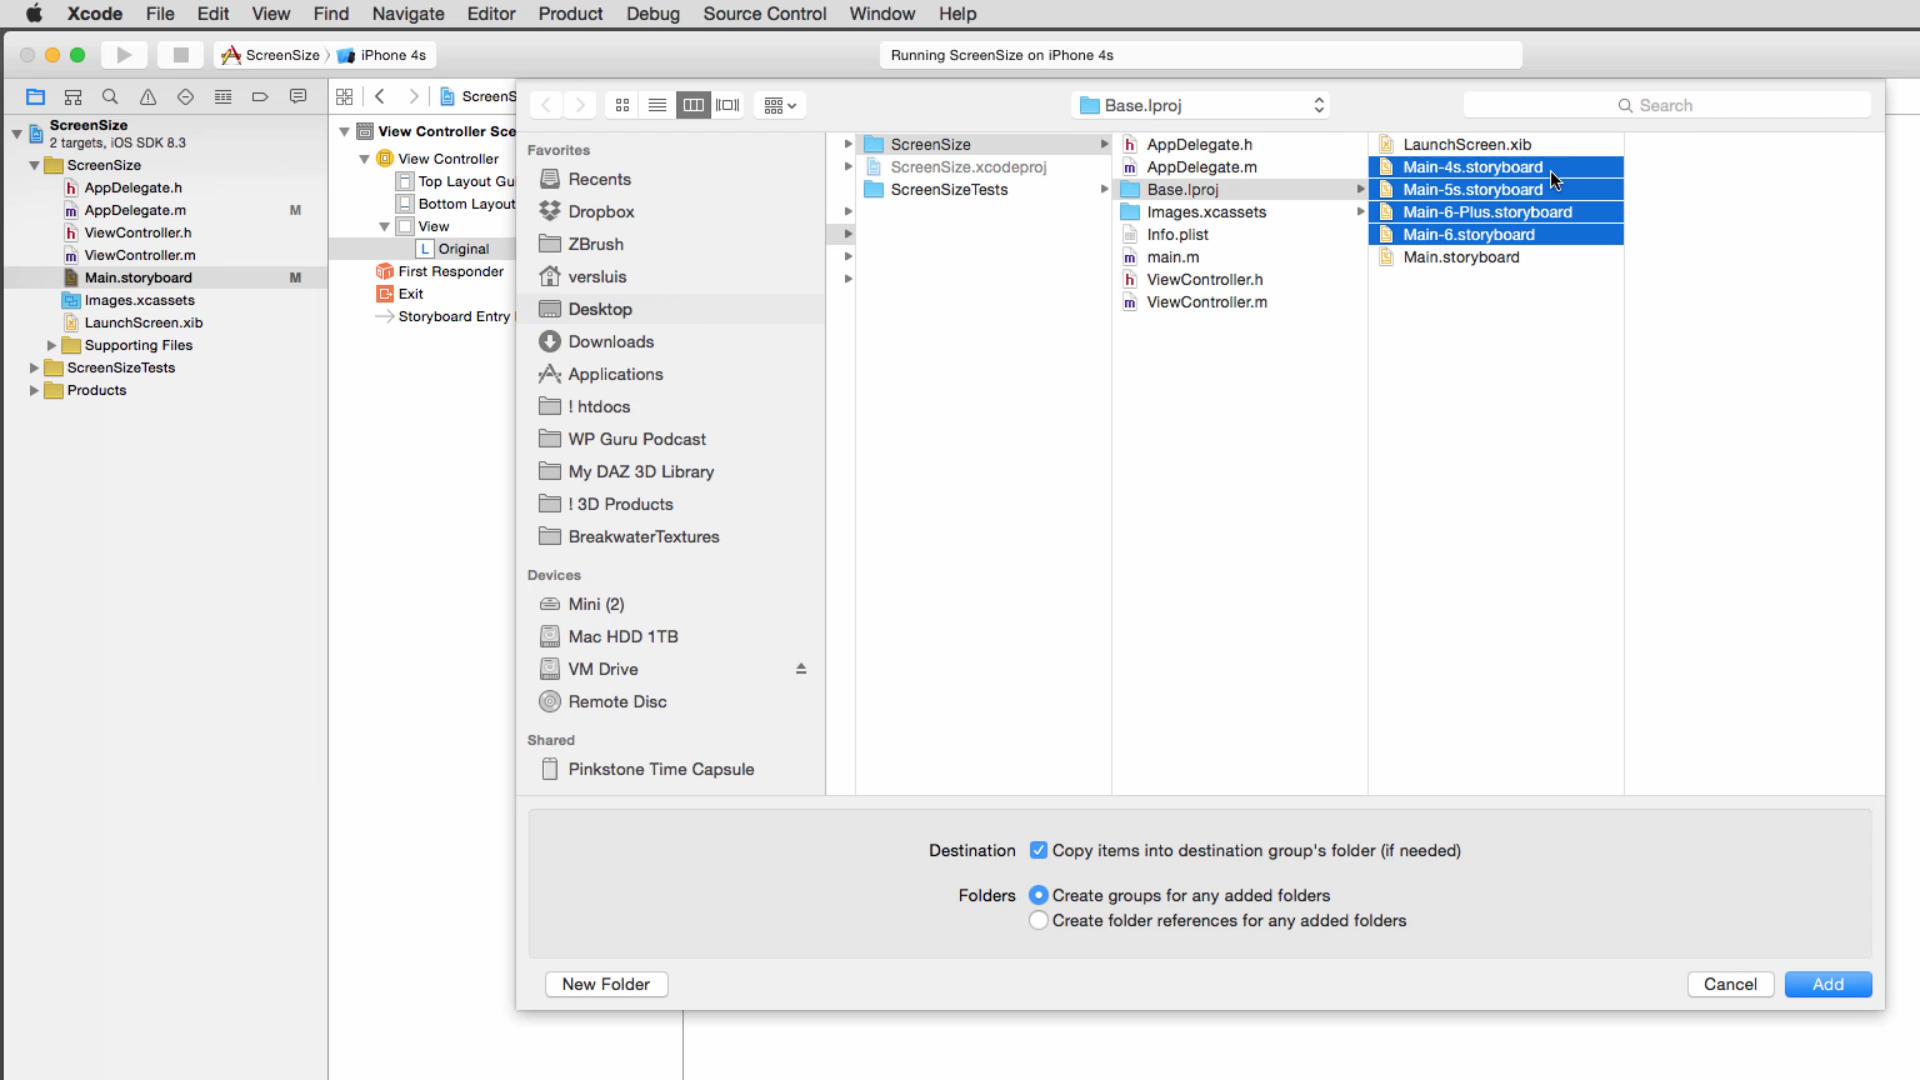 Xcode File Edit View Find Navigate Editor Product Debug Source Control Window Help
ScreenSize iPhone 4s
Running ScreenSize on iPhone 4s
ScreenS
Base.lproj
Search
ScreenSize
2 targets, iOS SDK 8.3
ScreenSize
AppDelegate.h
AppDelegate.m M
ViewController.h
ViewController.m
Main.storyboard M
Images.xcassets
LaunchScreen.xib
Supporting Files
ScreenSizeTests
Products
View Controller Sce
View Controller
Top Layout Gu
Bottom Layout
View
L Original
First Responder
Exit
Storyboard Entry
Favorites
Recents
Dropbox
ZBrush
versluis
Desktop
Downloads
Applications
! htdocs
WP Guru Podcast
My DAZ 3D Library
! 3D Products
BreakwaterTextures
Devices
Mini (2)
Mac HDD 1TB
VM Drive
Remote Disc
Shared
Pinkstone Time Capsule
ScreenSize
ScreenSize.xcodeproj
ScreenSizeTests
AppDelegate.h
AppDelegate.m
Base.lproj
Images.xcassets
Info.plist
main.m
ViewController.h
ViewController.m
LaunchScreen.xib
Main-4s.storyboard
Main-5s.storyboard
Main-6-Plus.storyboard
Main-6.storyboard
Main.storyboard
Destination Copy items into destination group's folder (if needed)
Folders Create groups for any added folders
Create folder references for any added folders
New Folder
Cancel
Add